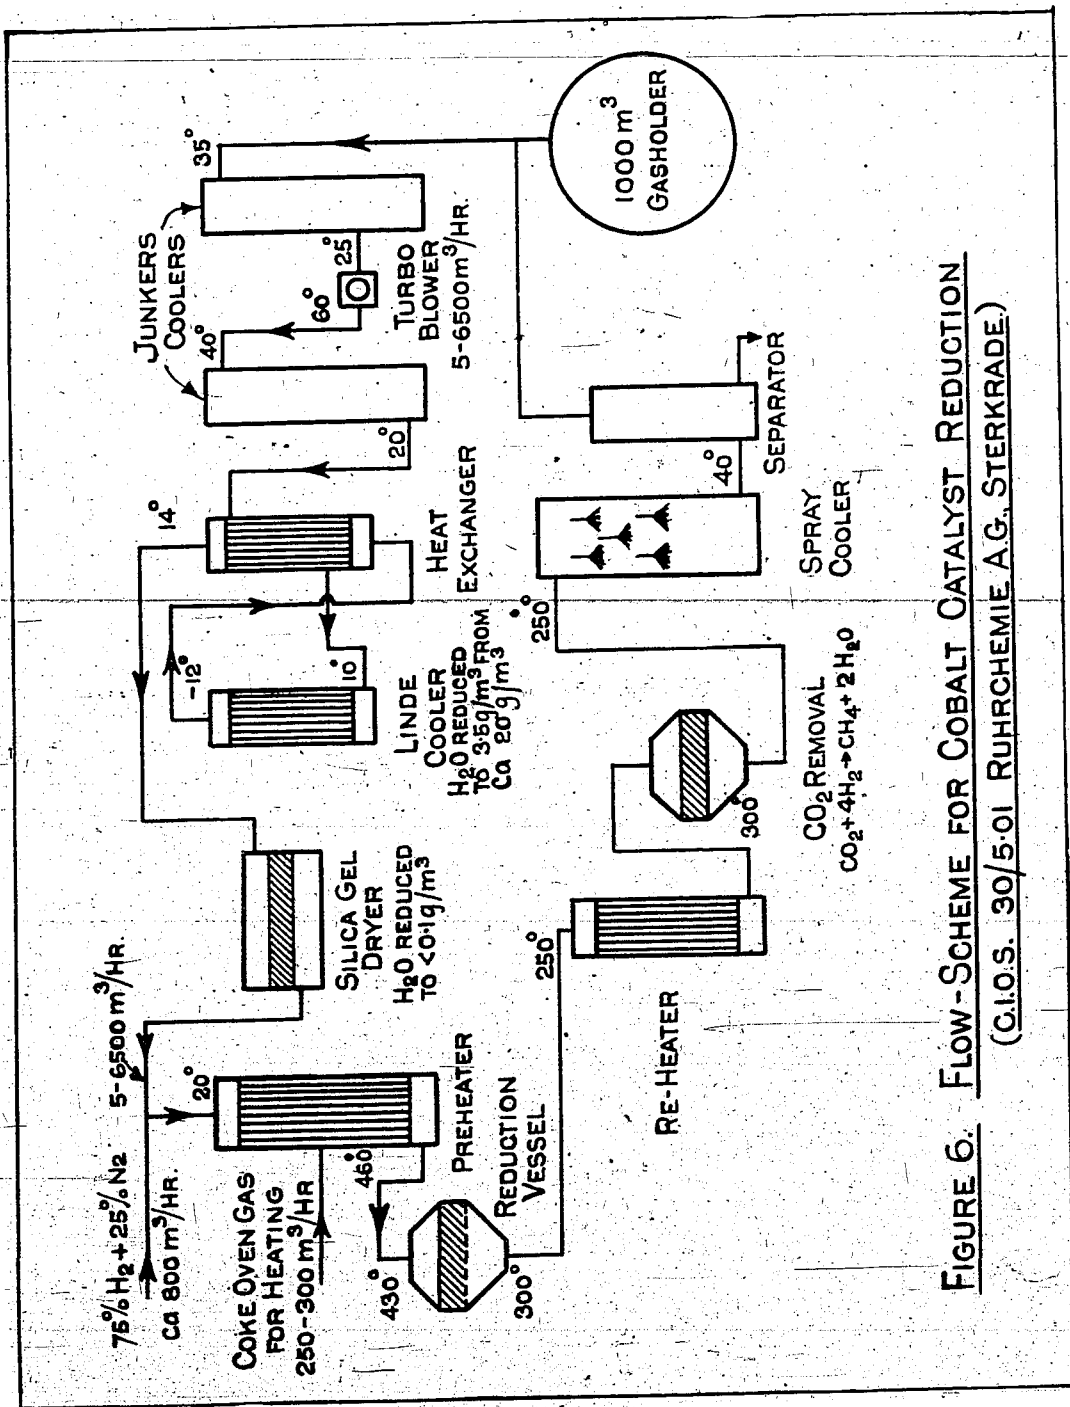 75% H2 + 25% N2
Ca 800 m3/HR.
5-6500 m3/HR.
COKE OVEN GAS
FOR HEATING
250-300 m3/HR
20°
460°
PREHEATER
430°
300°
REDUCTION
VESSEL
SILICA GEL
DRYER
H2O REDUCED
TO <0·1g/m3
-12°
10°
LINDE
COOLER
H2O REDUCED
TO 3·5g/m3 FROM
Ca 20 g/m3
14°
HEAT
EXCHANGER
20°
40°
JUNKERS
COOLERS
60°
25°
35°
TURBO
BLOWER
5-6500 m3/HR.
1000 m3
GASHOLDER
250°
RE-HEATER
300°
CO2 REMOVAL
CO2 + 4H2 → CH4 + 2H2O
250°
SPRAY
COOLER
40°
SEPARATOR
FIGURE 6. FLOW-SCHEME FOR COBALT CATALYST REDUCTION
(C.I.O.S. 30/5·01 RUHRCHEMIE A.G., STERKRADE.)